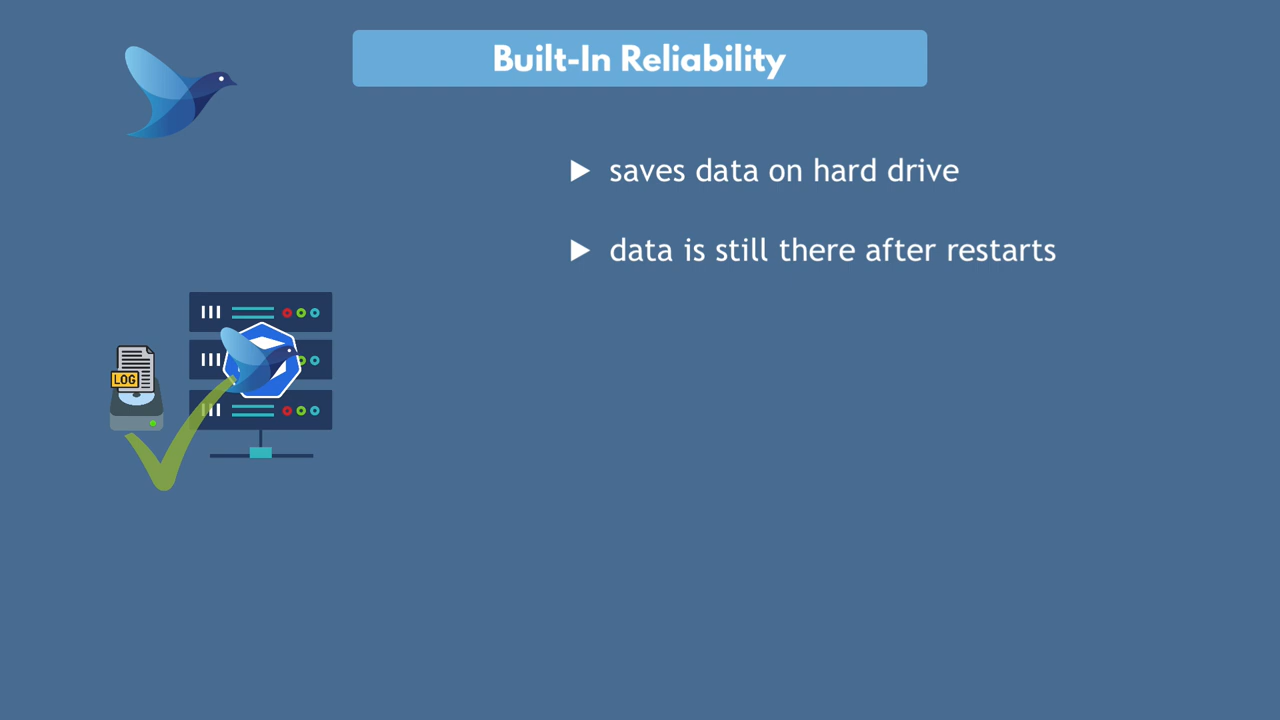 Built-In Reliability
saves data on hard drive
data is still there after restarts
LOG